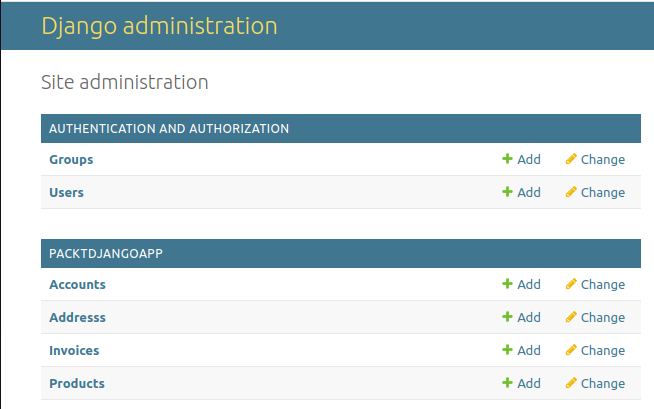 Django administration
Site administration
AUTHENTICATION AND AUTHORIZATION
Groups Add Change
Users Add Change
PACKTDJANGOAPP
Accounts Add Change
Addresss Add Change
Invoices Add Change
Products Add Change